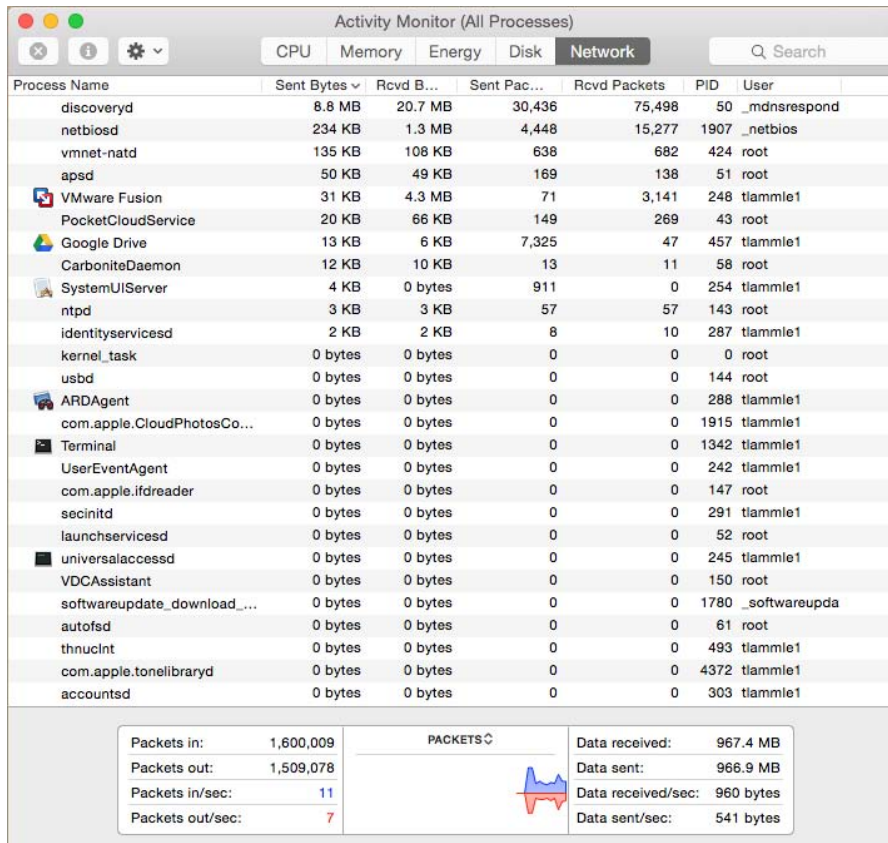 Activity Monitor (All Processes)
CPU Memory Energy Disk Network Search
Process Name Sent Bytes Rcvd B... Sent Pac... Rcvd Packets PID User
discoveryd 8.8 MB 20.7 MB 30,436 75,498 50 _mdnsrespond
netbiosd 234 KB 1.3 MB 4,448 15,277 1907 _netbios
vmnet-natd 135 KB 108 KB 638 682 424 root
apsd 50 KB 49 KB 169 138 51 root
VMware Fusion 31 KB 4.3 MB 71 3,141 248 tlammle1
PocketCloudService 20 KB 66 KB 149 269 43 root
Google Drive 13 KB 6 KB 7,325 47 457 tlammle1
CarboniteDaemon 12 KB 10 KB 13 11 58 root
SystemUIServer 4 KB 0 bytes 911 0 254 tlammle1
ntpd 3 KB 3 KB 57 57 143 root
identityservicesd 2 KB 2 KB 8 10 287 tlammle1
kernel_task 0 bytes 0 bytes 0 0 0 root
usbd 0 bytes 0 bytes 0 0 144 root
ARDAgent 0 bytes 0 bytes 0 0 288 tlammle1
com.apple.CloudPhotosCo... 0 bytes 0 bytes 0 0 1915 tlammle1
Terminal 0 bytes 0 bytes 0 0 1342 tlammle1
UserEventAgent 0 bytes 0 bytes 0 0 242 tlammle1
com.apple.ifdreader 0 bytes 0 bytes 0 0 147 root
secinitd 0 bytes 0 bytes 0 0 291 tlammle1
launchservicesd 0 bytes 0 bytes 0 0 52 root
universalaccessd 0 bytes 0 bytes 0 0 245 tlammle1
VDCAssistant 0 bytes 0 bytes 0 0 150 root
softwareupdate_download_... 0 bytes 0 bytes 0 0 1780 _softwareupda
autofsd 0 bytes 0 bytes 0 0 61 root
thnuclnt 0 bytes 0 bytes 0 0 493 tlammle1
com.apple.tonelibraryd 0 bytes 0 bytes 0 0 4372 tlammle1
accountsd 0 bytes 0 bytes 0 0 303 tlammle1
Packets in: 1,600,009 PACKETS Data received: 967.4 MB
Packets out: 1,509,078 Data sent: 966.9 MB
Packets in/sec: 11 Data received/sec: 960 bytes
Packets out/sec: 7 Data sent/sec: 541 bytes